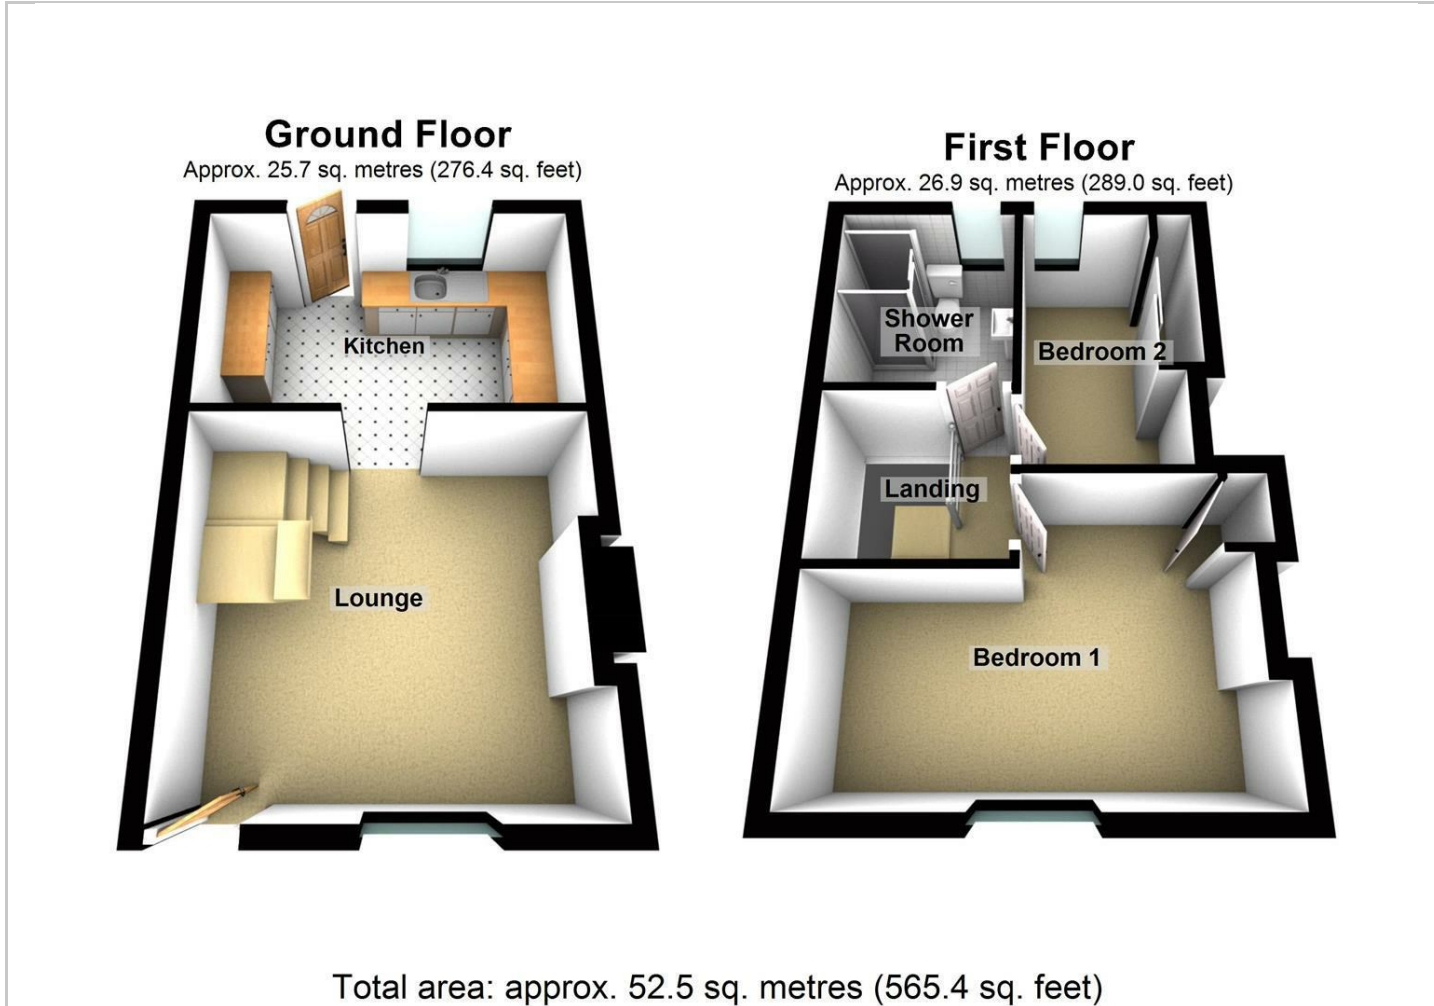 Ground Floor
Approx. 25.7 sq. metres (276.4 sq. feet)
Kitchen
Lounge
First Floor
Approx. 26.9 sq. metres (289.0 sq. feet)
Shower
Room
Bedroom 2
Landing
Bedroom 1
Total area: approx. 52.5 sq. metres (565.4 sq. feet)